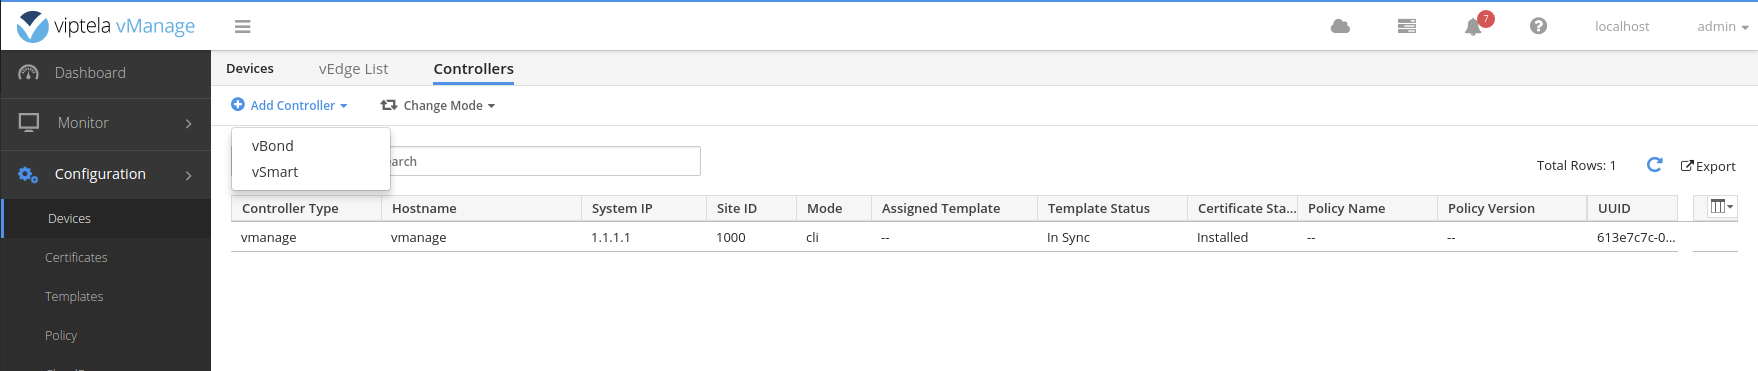 viptela vManage
7
localhost
admin
Dashboard
Monitor
Configuration
Devices
Certificates
Templates
Policy
Devices
vEdge List
Controllers
Add Controller
Change Mode
vBond
vSmart
Total Rows: 1
Export
Controller Type Hostname System IP Site ID Mode Assigned Template Template Status Certificate Sta... Policy Name Policy Version UUID
vmanage vmanage 1.1.1.1 1000 cli -- In Sync Installed -- -- 613e7c7c-0...